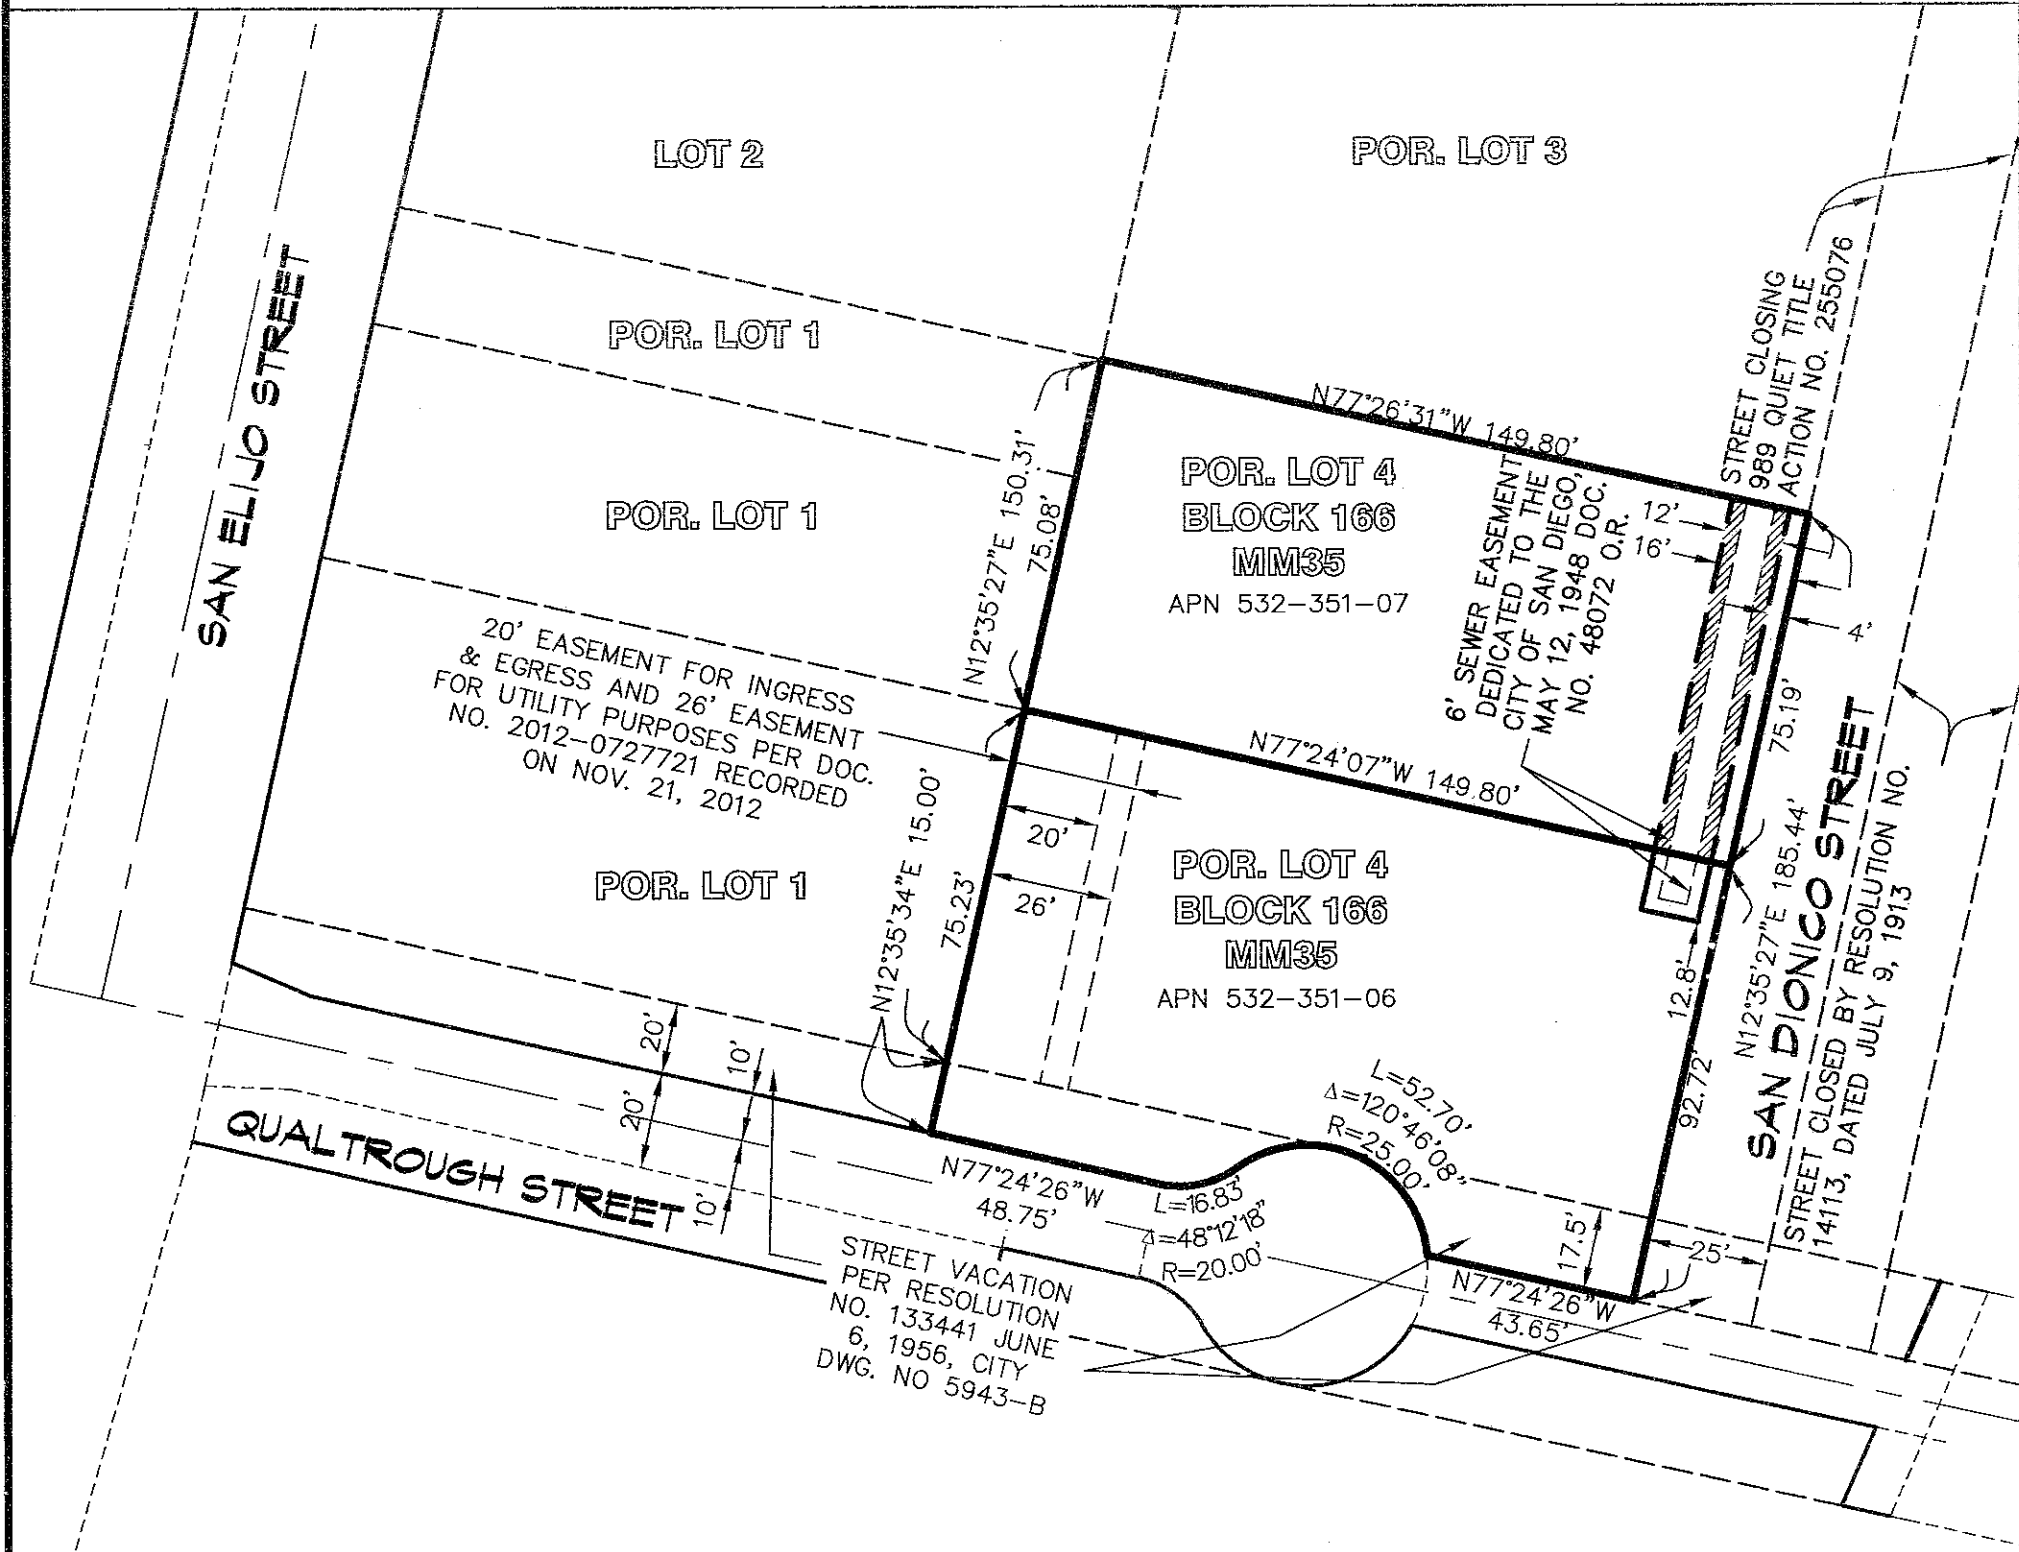 LOT 2
POR. LOT 3
POR. LOT 1
POR. LOT 1
POR. LOT 1
SAN ELIJO STREET
N12°35'27"E 150.31'
75.08'
N77°26'31"W 149.80'
POR. LOT 4
BLOCK 166
MM35
APN 532-351-07
6' SEWER EASEMENT
DEDICATED TO THE
CITY OF SAN DIEGO,
MAY 12, 1948 DOC.
NO. 48072 O.R.
12'
16'
4'
STREET CLOSING
989 QUIET TITLE
ACTION NO. 255076
75.19'
20' EASEMENT FOR INGRESS
& EGRESS AND 26' EASEMENT
FOR UTILITY PURPOSES PER DOC.
NO. 2012-0727721 RECORDED
ON NOV. 21, 2012
N77°24'07"W 149.80'
20'
26'
N12°35'34"E 15.00'
75.23'
POR. LOT 4
BLOCK 166
MM35
APN 532-351-06
12.8'
92.72'
N12°35'27"E 185.44'
SAN DIONICO STREET
STREET CLOSED BY RESOLUTION NO.
14113, DATED JULY 9, 1913
20'
20'
10'
10'
QUALTROUGH STREET
N77°24'26"W
48.75'
L=16.83'
Δ=48°12'18"
R=20.00'
L=52.70'
Δ=120°46'08"
R=25.00'
17.5'
25'
N77°24'26"W
43.65'
STREET VACATION
PER RESOLUTION
NO. 133441 JUNE
6, 1956, CITY
DWG. NO 5943-B